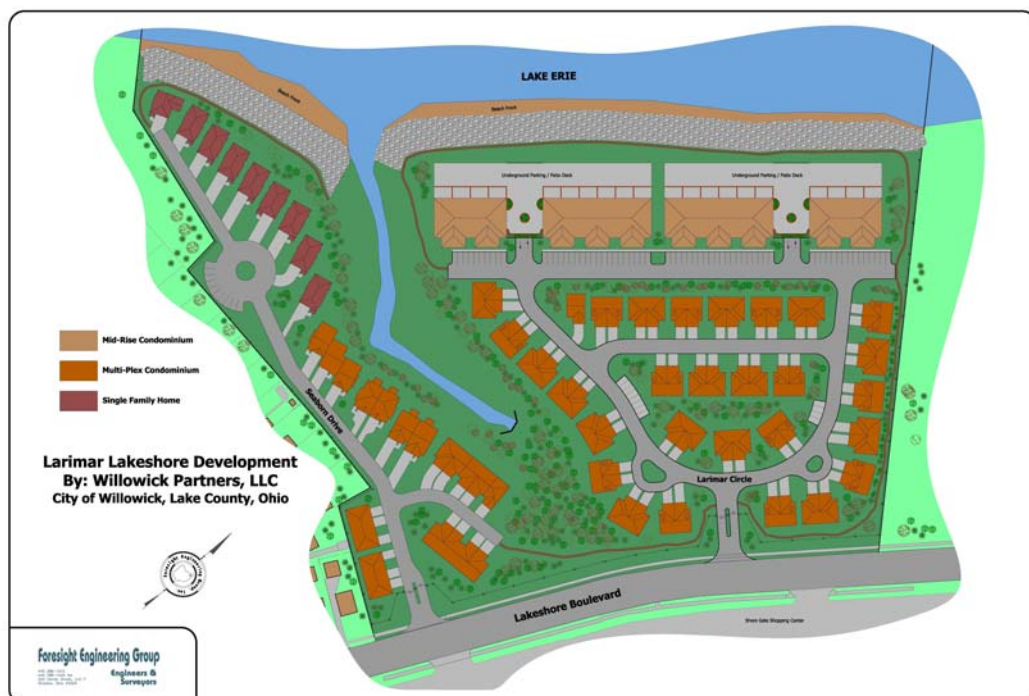 LAKE ERIE
Beach Front
Beach Front
Underground Parking / Patio Deck
Underground Parking / Patio Deck
Mid-Rise Condominium
Multi-Plex Condominium
Single Family Home
Seaborn Drive
Larimar Lakeshore Development
By: Willowick Partners, LLC
City of Willowick, Lake County, Ohio
Larimar Circle
Lakeshore Boulevard
Shore Gate Shopping Center
Foresight Engineering Group
Engineers &
Surveyors